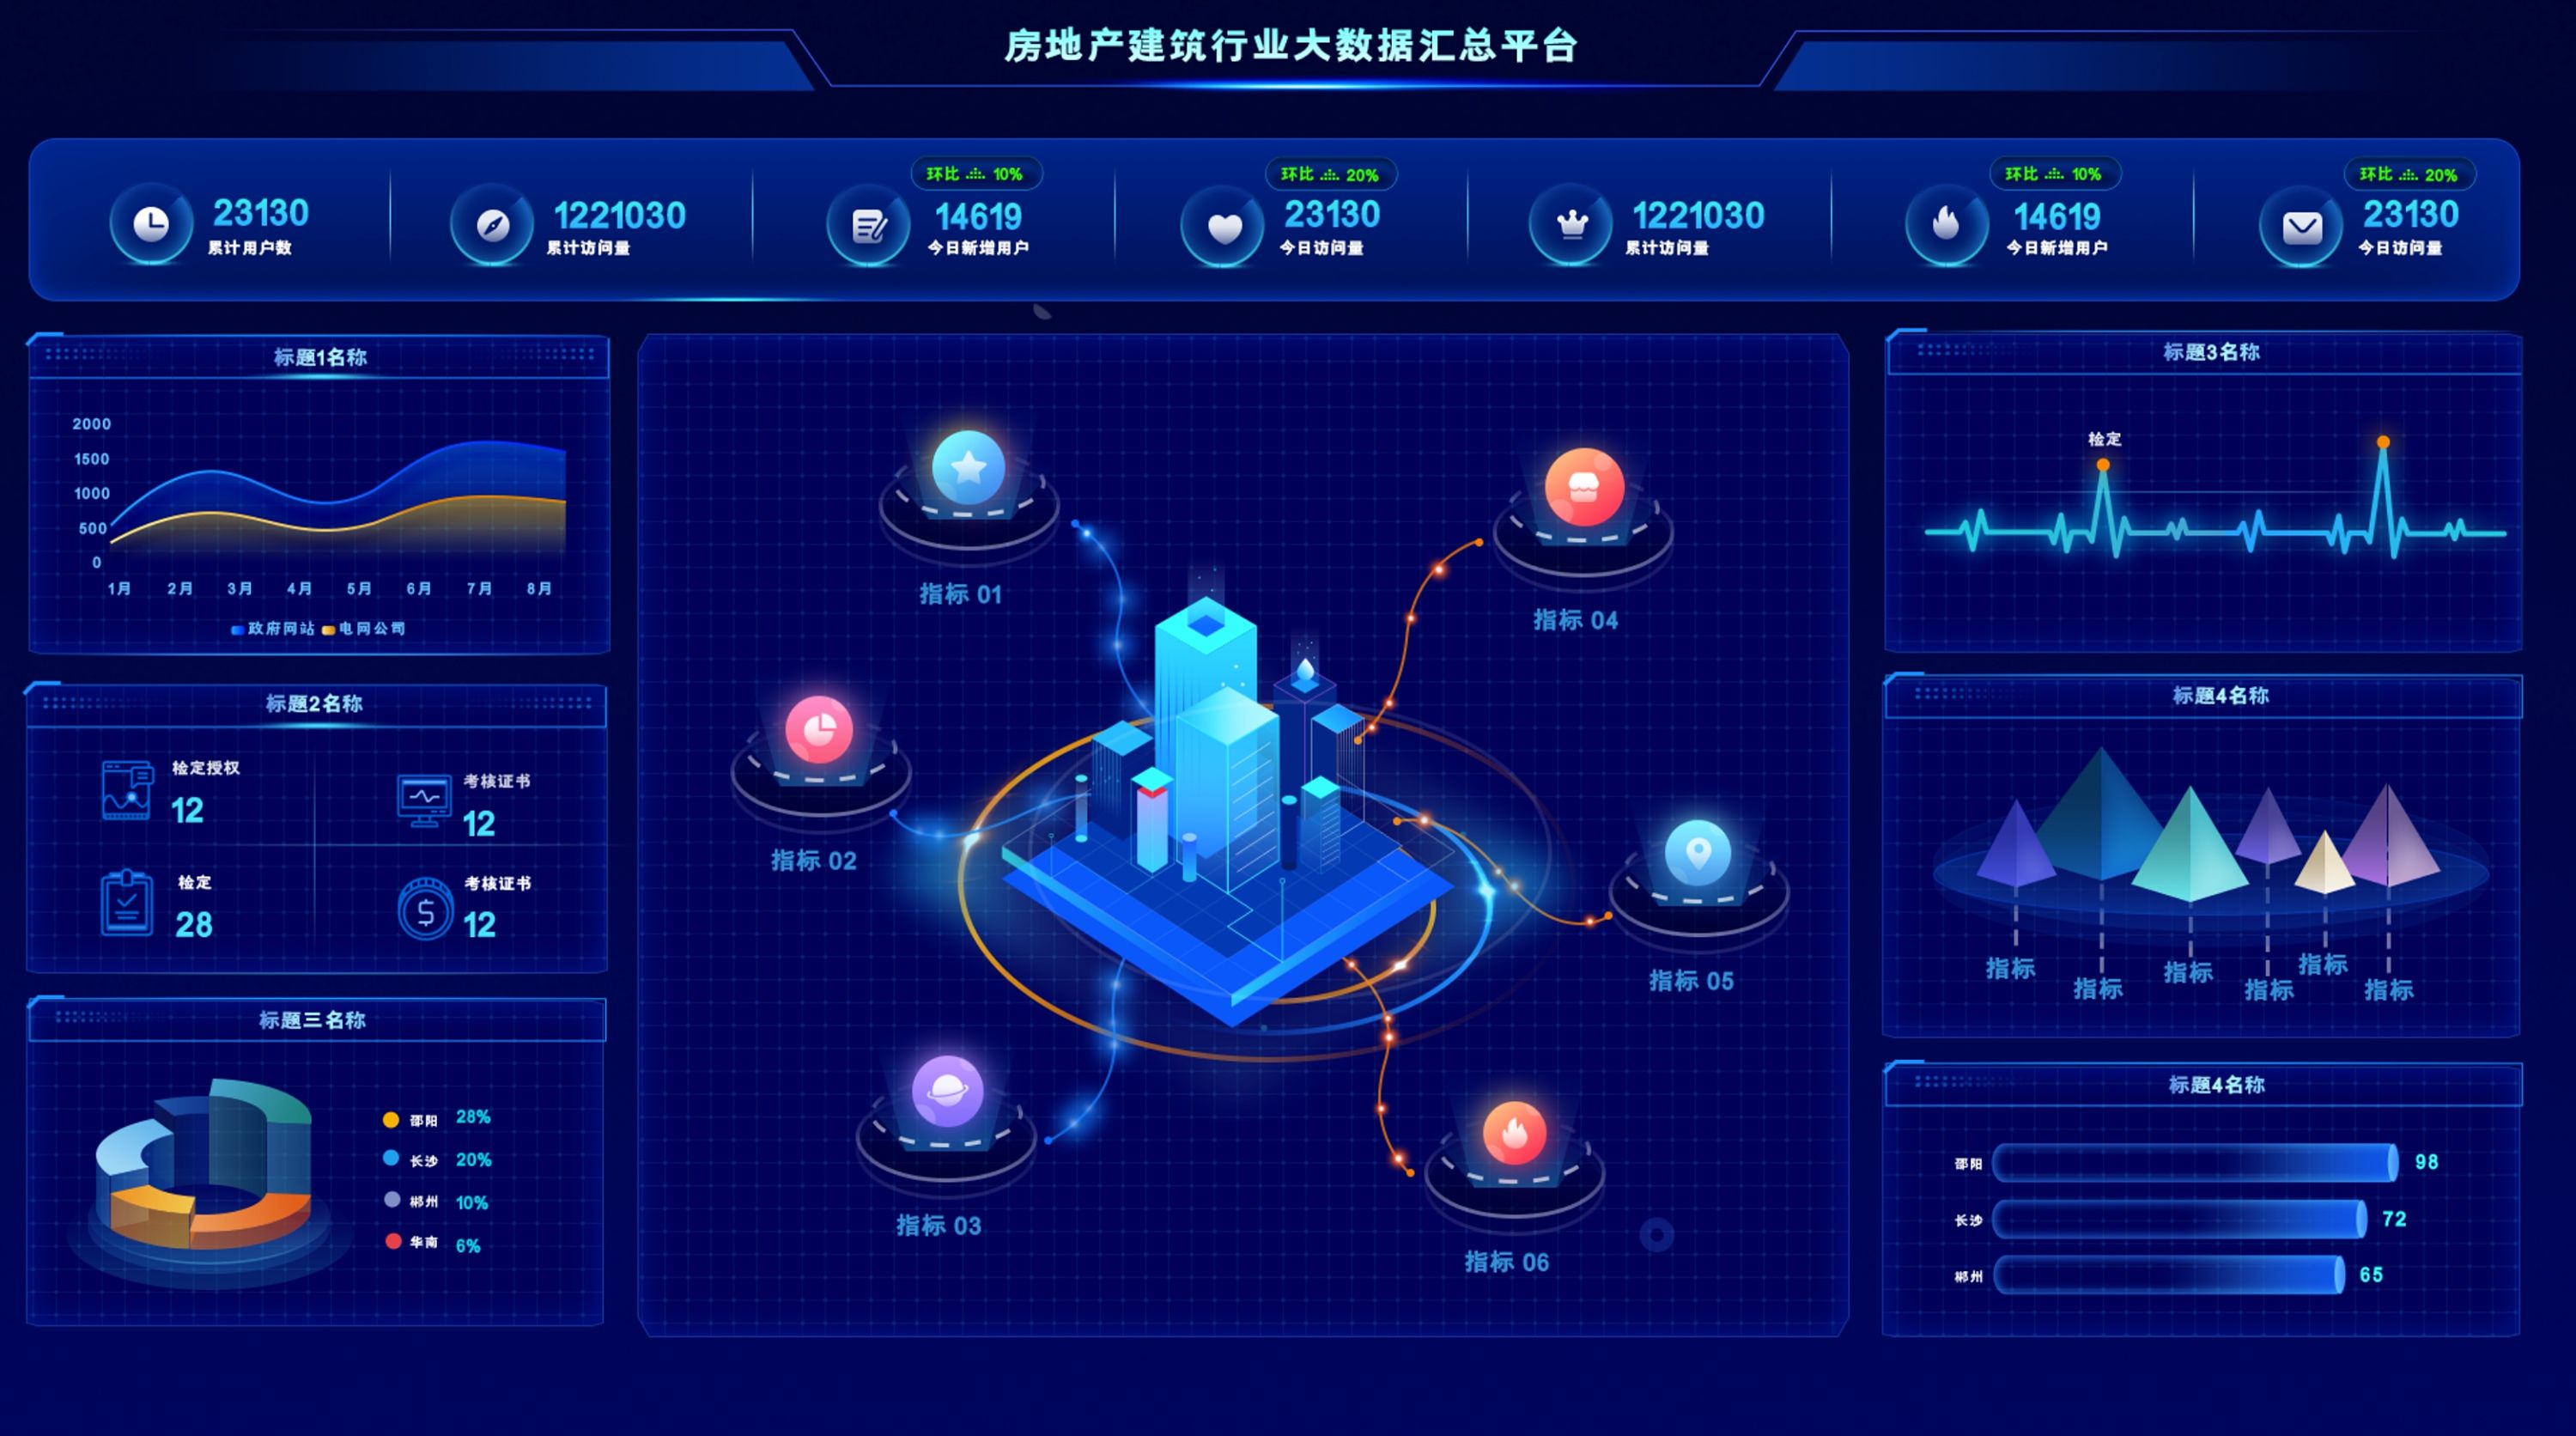 房地产建筑行业大数据汇总平台
23130
累计用户数
1221030
累计访问量
环比 10%
14619
今日新增用户
环比 20%
23130
今日访问量
1221030
累计访问量
环比 10%
14619
今日新增用户
环比 20%
23130
今日访问量
标题1名称
2000
1500
1000
500
0
1月 2月 3月 4月 5月 6月 7月 8月
政府网站 电网公司
标题2名称
检定授权
12
考核证书
12
检定
28
考核证书
12
标题三名称
邵阳 28%
长沙 20%
郴州 10%
华南 6%
指标 01
指标 02
指标 03
指标 04
指标 05
指标 06
标题3名称
检定
标题4名称
指标
指标
指标
指标
指标
指标
标题4名称
邵阳 98
长沙 72
郴州 65